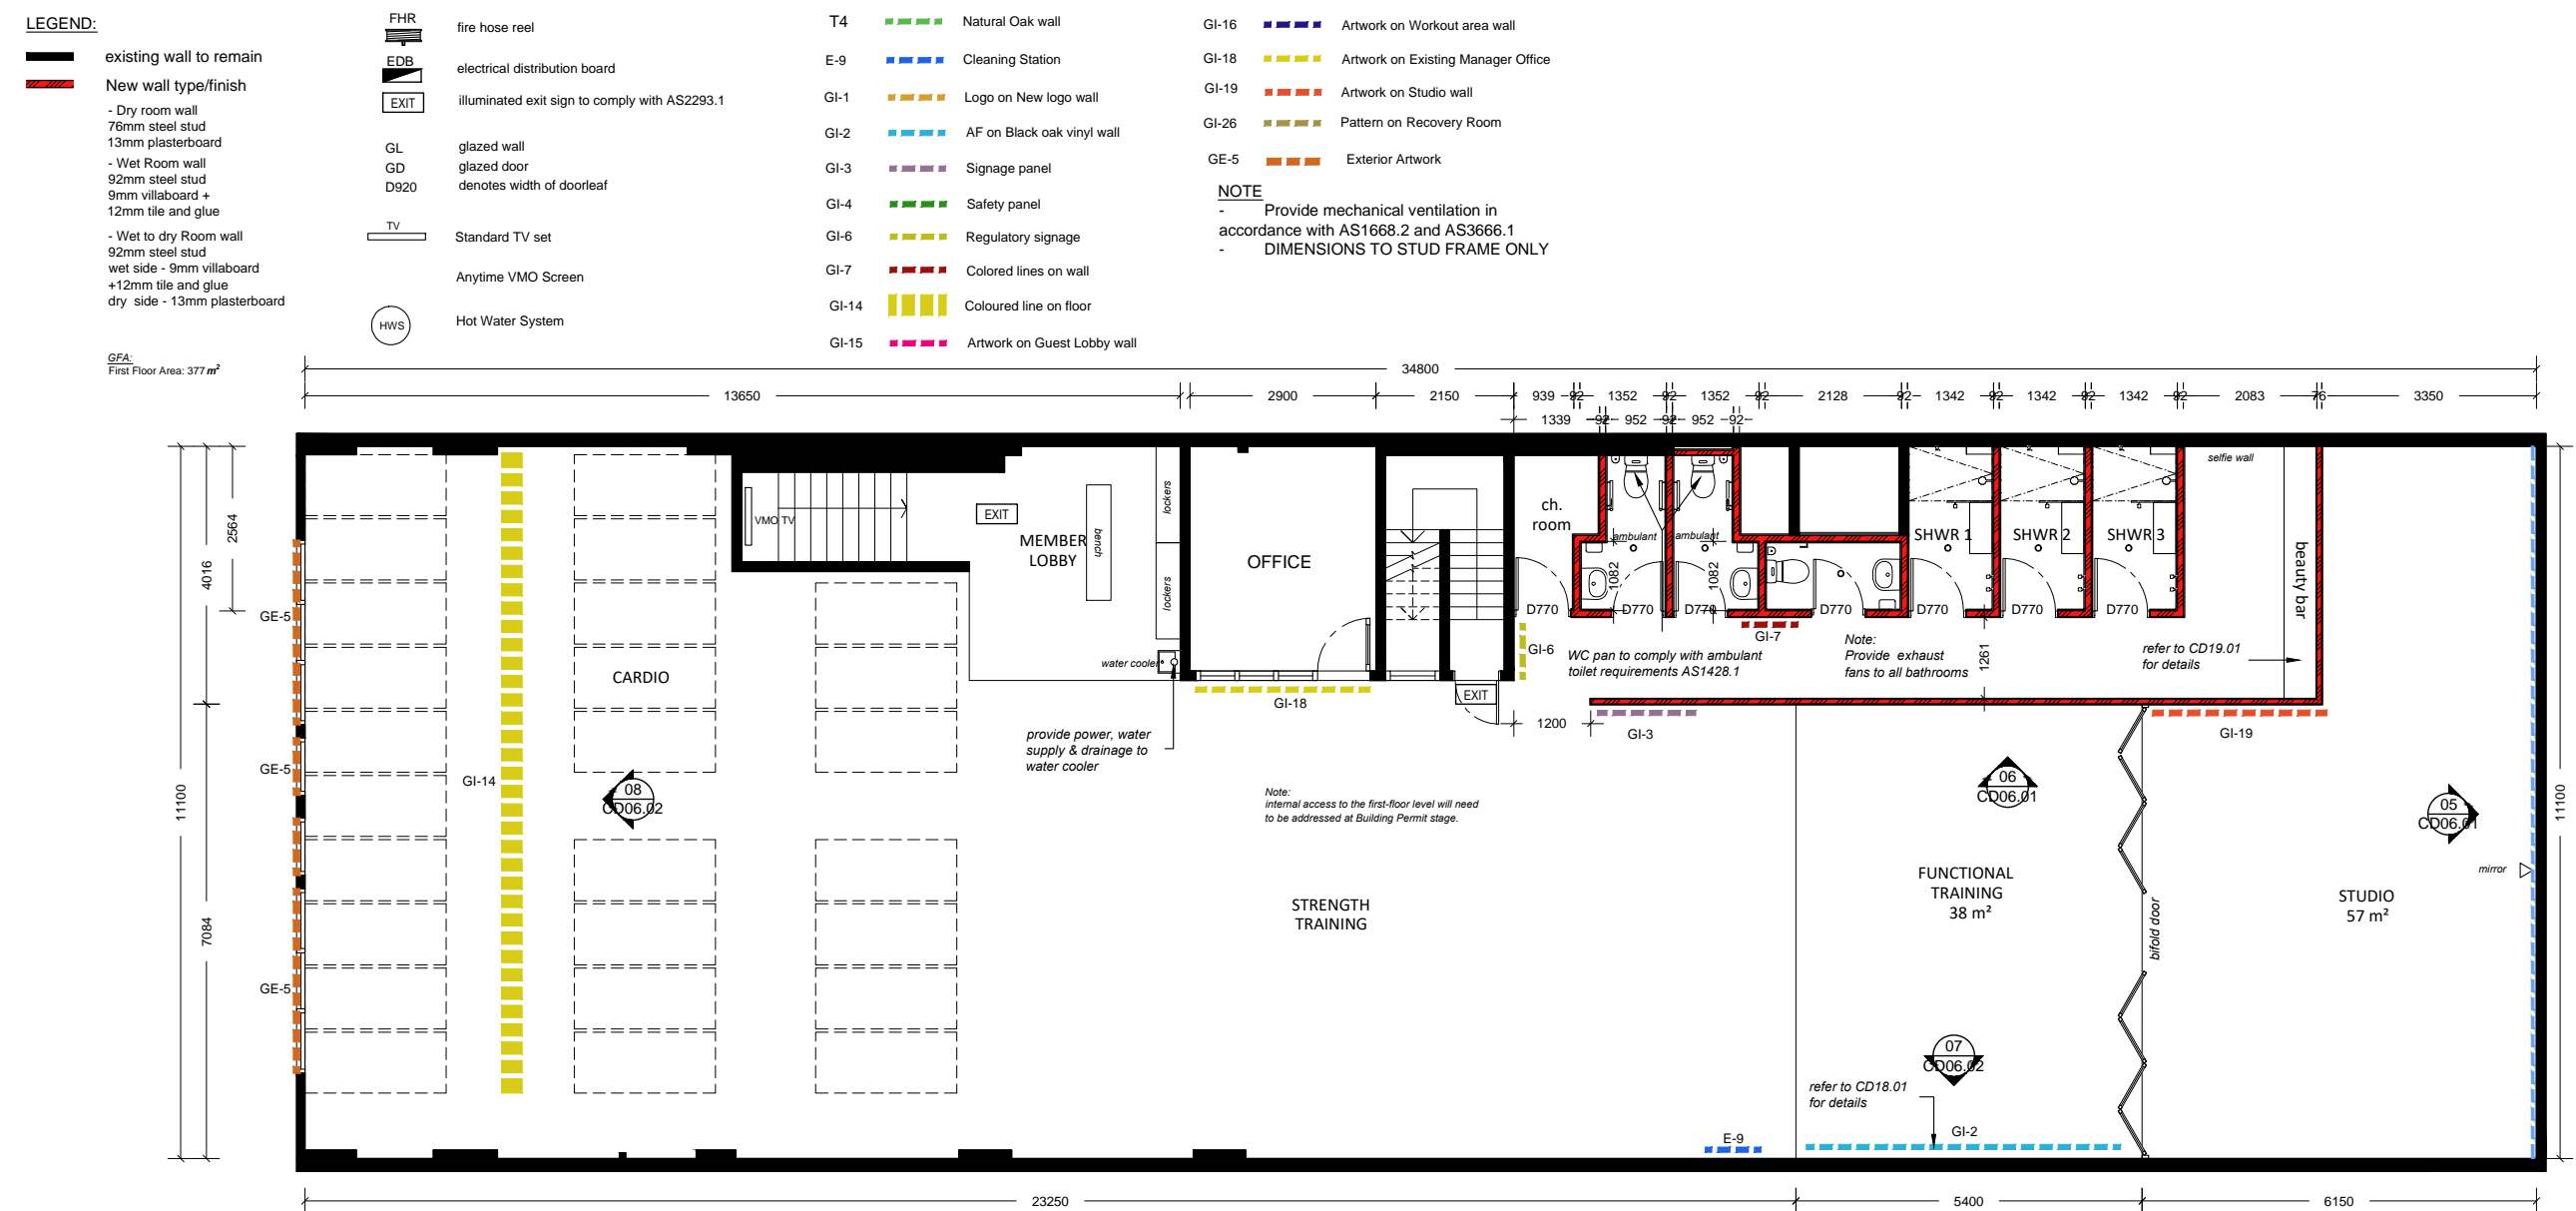 LEGEND:
existing wall to remain
New wall type/finish
- Dry room wall
76mm steel stud
13mm plasterboard
- Wet Room wall
92mm steel stud
9mm villaboard +
12mm tile and glue
- Wet to dry Room wall
92mm steel stud
wet side - 9mm villaboard
+12mm tile and glue
dry side - 13mm plasterboard
GFA:
First Floor Area: 377 m²
FHR
fire hose reel
EDB
electrical distribution board
EXIT
illuminated exit sign to comply with AS2293.1
GL glazed wall
GD glazed door
D920 denotes width of doorleaf
TV
Standard TV set
Anytime VMO Screen
HWS Hot Water System
T4 Natural Oak wall
E-9 Cleaning Station
GI-1 Logo on New logo wall
GI-2 AF on Black oak vinyl wall
GI-3 Signage panel
GI-4 Safety panel
GI-6 Regulatory signage
GI-7 Colored lines on wall
GI-14 Coloured line on floor
GI-15 Artwork on Guest Lobby wall
GI-16 Artwork on Workout area wall
GI-18 Artwork on Existing Manager Office
GI-19 Artwork on Studio wall
GI-26 Pattern on Recovery Room
GE-5 Exterior Artwork
NOTE
- Provide mechanical ventilation in
accordance with AS1668.2 and AS3666.1
- DIMENSIONS TO STUD FRAME ONLY
34800
13650 2900 2150 939 92 1352 92 1352 92 2128 92 1342 92 1342 92 1342 92 2083 76 3350
1339 92 952 92 952 92
11100
4016
2564
7084
11100
VMO TV
EXIT
MEMBER
LOBBY
bench
lockers
lockers
water cooler
OFFICE
ch.
room
ambulant
ambulant
1082
1082
D770
D770
D770
D770
D770
D770
D770
SHWR 1
SHWR 2
SHWR 3
selfie wall
beauty bar
GE-5
GE-5
GE-5
CARDIO
GI-14
08
CD06.02
GI-18
EXIT
GI-6
GI-7
WC pan to comply with ambulant
toilet requirements AS1428.1
Note:
Provide exhaust
fans to all bathrooms
1261
refer to CD19.01
for details
1200
GI-3
GI-19
provide power, water
supply & drainage to
water cooler
Note:
internal access to the first-floor level will need
to be addressed at Building Permit stage.
06
CD06.01
05
CD06.01
mirror
STRENGTH
TRAINING
FUNCTIONAL
TRAINING
38 m²
bifold door
STUDIO
57 m²
07
CD06.02
refer to CD18.01
for details
E-9
GI-2
23250 5400 6150